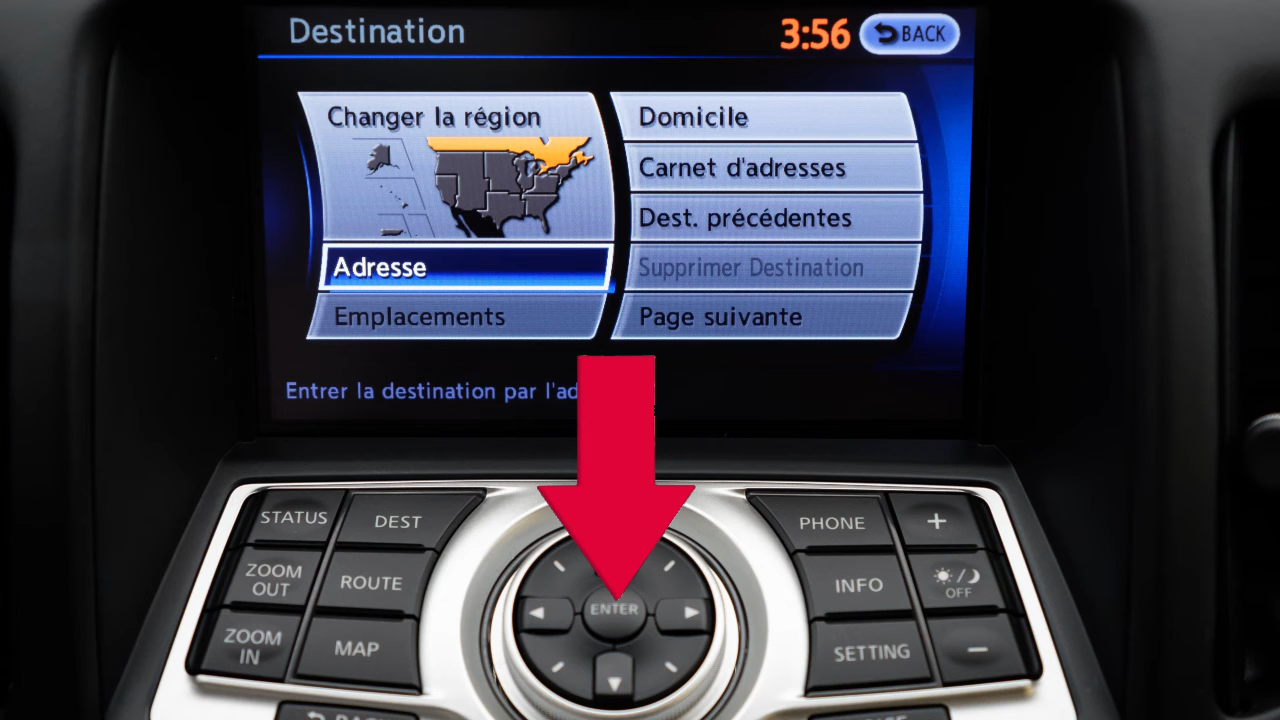 Destination
3:56
BACK
Changer la région
Domicile
Carnet d'adresses
Dest. précédentes
Adresse
Supprimer Destination
Emplacements
Page suivante
Entrer la destination par l'ad
STATUS
DEST
PHONE
+
ZOOM
OUT
ROUTE
ENTER
INFO
OFF
ZOOM
IN
MAP
SETTING
−
BACK